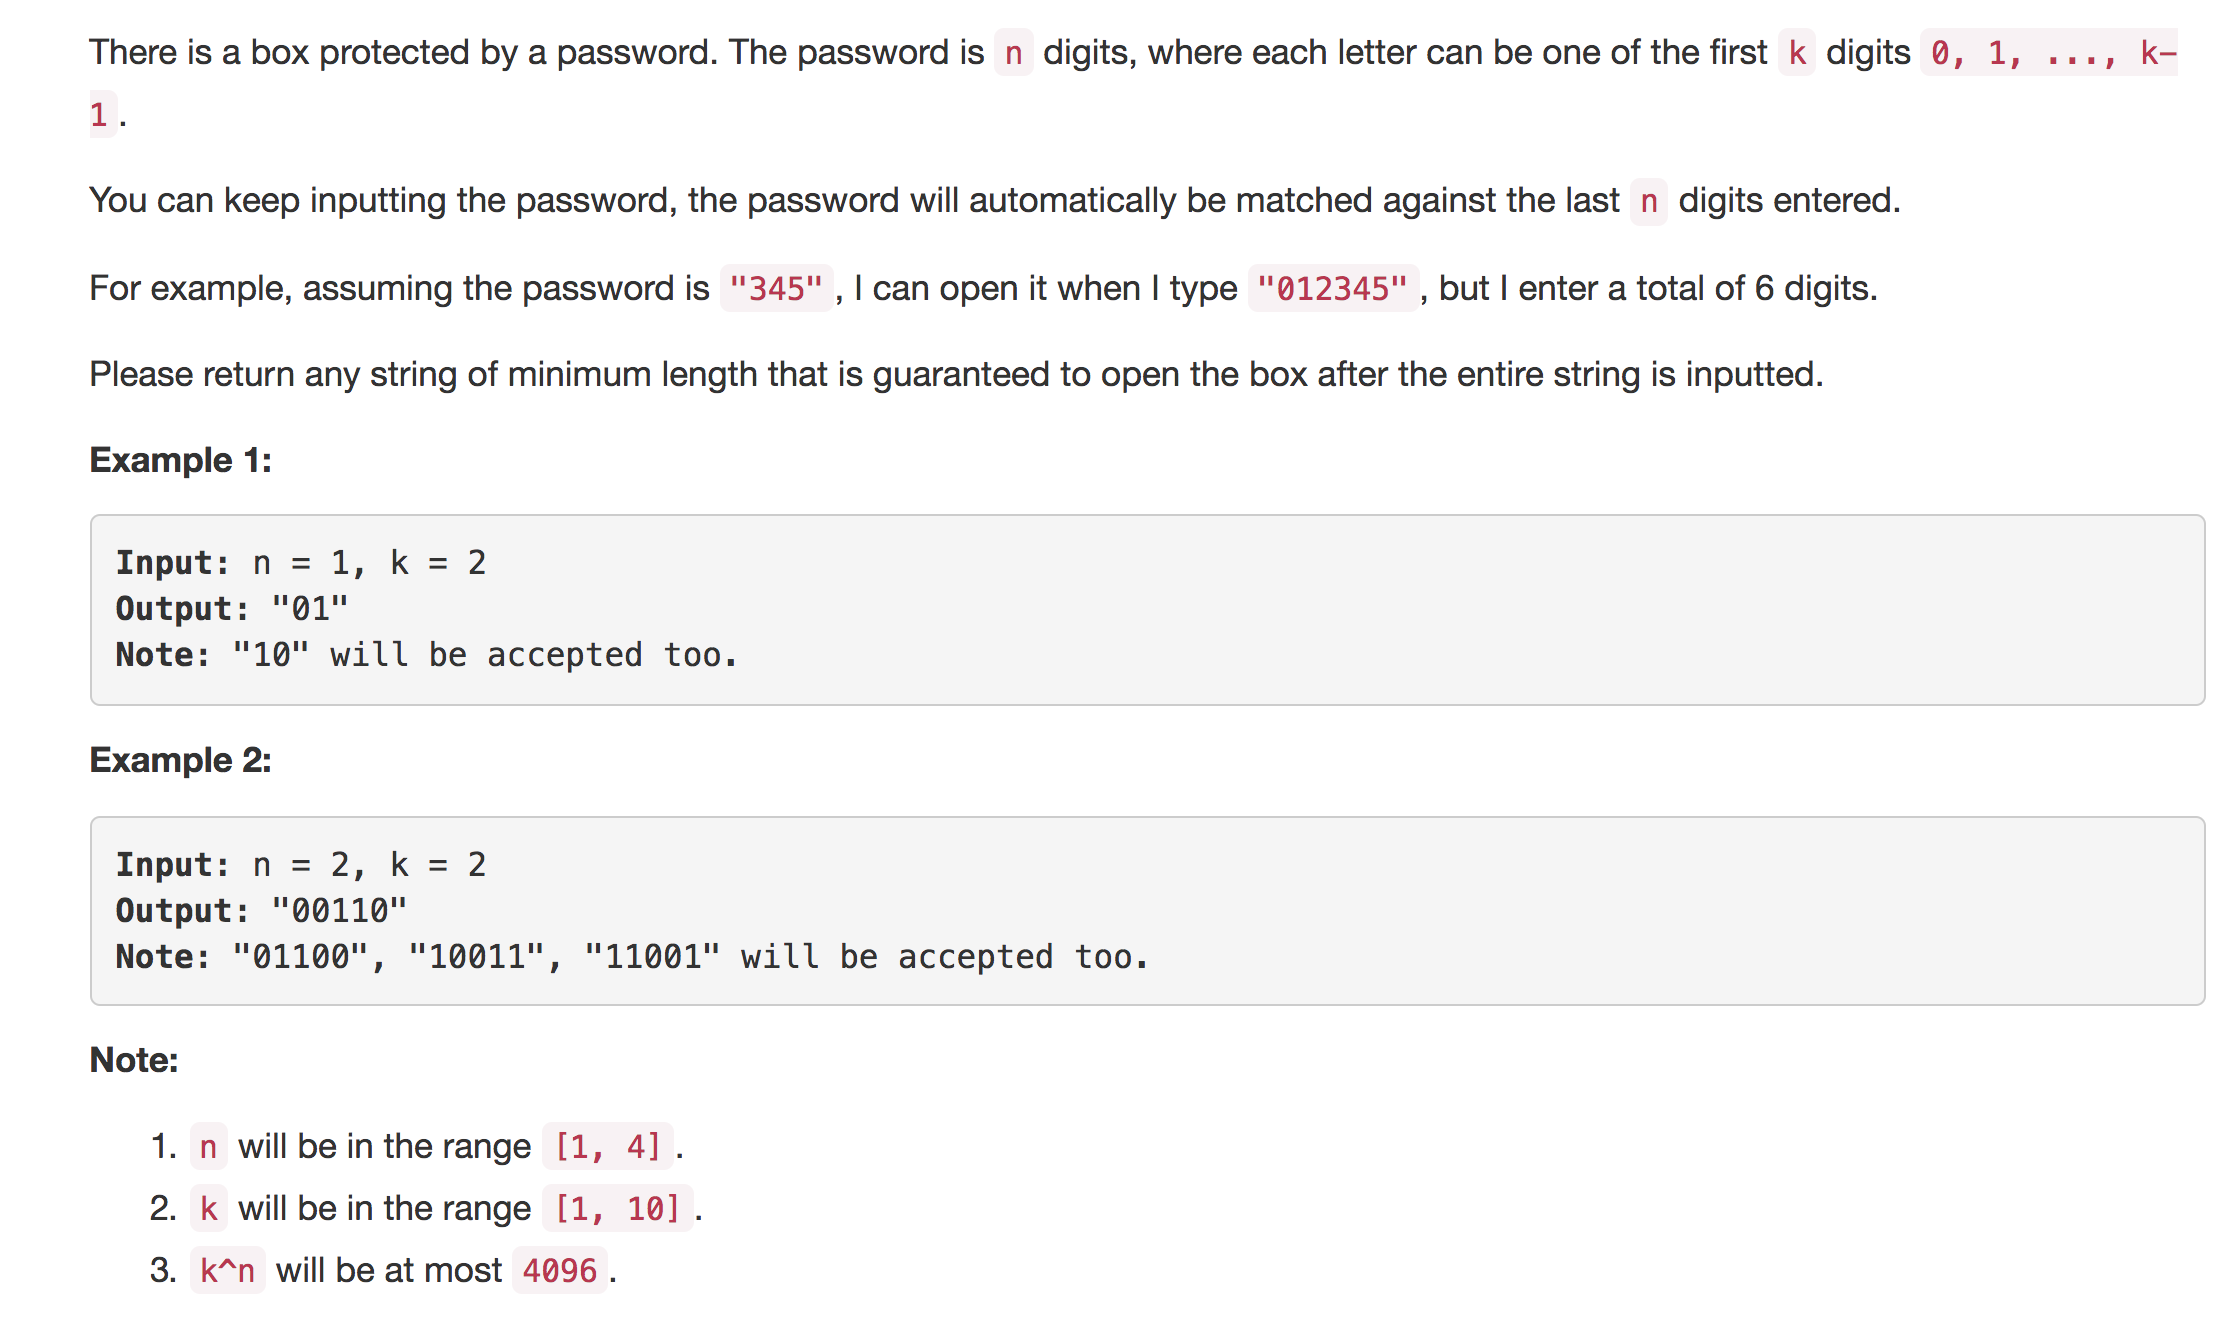 There is a box protected by a password. The password is n digits, where each letter can be one of the first k digits 0, 1, ..., k-
1.
You can keep inputting the password, the password will automatically be matched against the last n digits entered.
For example, assuming the password is "345", I can open it when I type "012345", but I enter a total of 6 digits.
Please return any string of minimum length that is guaranteed to open the box after the entire string is inputted.
Example 1:
Input: n = 1, k = 2
Output: "01"
Note: "10" will be accepted too.
Example 2:
Input: n = 2, k = 2
Output: "00110"
Note: "01100", "10011", "11001" will be accepted too.
Note:
1. n will be in the range [1, 4].
2. k will be in the range [1, 10].
3. k^n will be at most 4096.